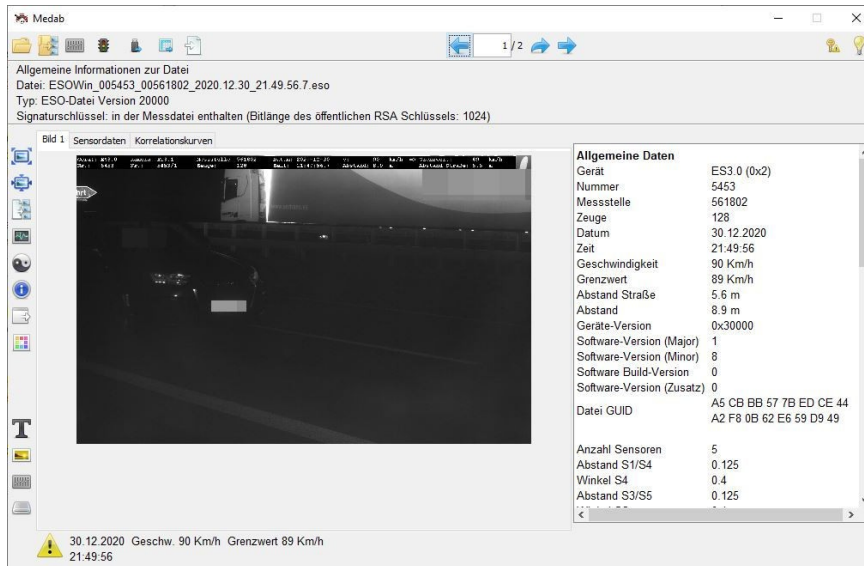 Medab
1 / 2
Allgemeine Informationen zur Datei
Datei: ESOWin_005453_00561802_2020.12.30_21.49.56.7.eso
Typ: ESO-Datei Version 20000
Signaturschlüssel: in der Messdatei enthalten (Bitlänge des öffentlichen RSA Schlüssels: 1024)
Bild 1 Sensordaten Korrelationskurven
Allgemeine Daten
Gerät ES3.0 (0x2)
Nummer 5453
Messstelle 561802
Zeuge 128
Datum 30.12.2020
Zeit 21:49:56
Geschwindigkeit 90 Km/h
Grenzwert 89 Km/h
Abstand Straße 5.6 m
Abstand 8.9 m
Geräte-Version 0x30000
Software-Version (Major) 1
Software-Version (Minor) 8
Software Build-Version 0
Software-Version (Zusatz) 0
Datei GUID A5 CB BB 57 7B ED CE 44
A2 F8 0B 62 E6 59 D9 49
Anzahl Sensoren 5
Abstand S1/S4 0.125
Winkel S4 0.4
Abstand S3/S5 0.125
30.12.2020 Geschw. 90 Km/h Grenzwert 89 Km/h
21:49:56